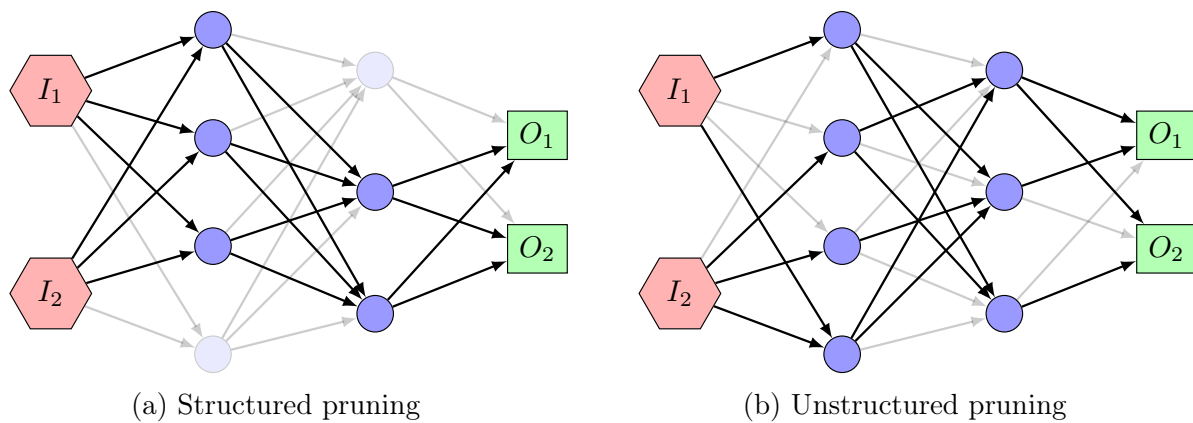 I₁
I₂
O₁
O₂
(a) Structured pruning
I₁
I₂
O₁
O₂
(b) Unstructured pruning